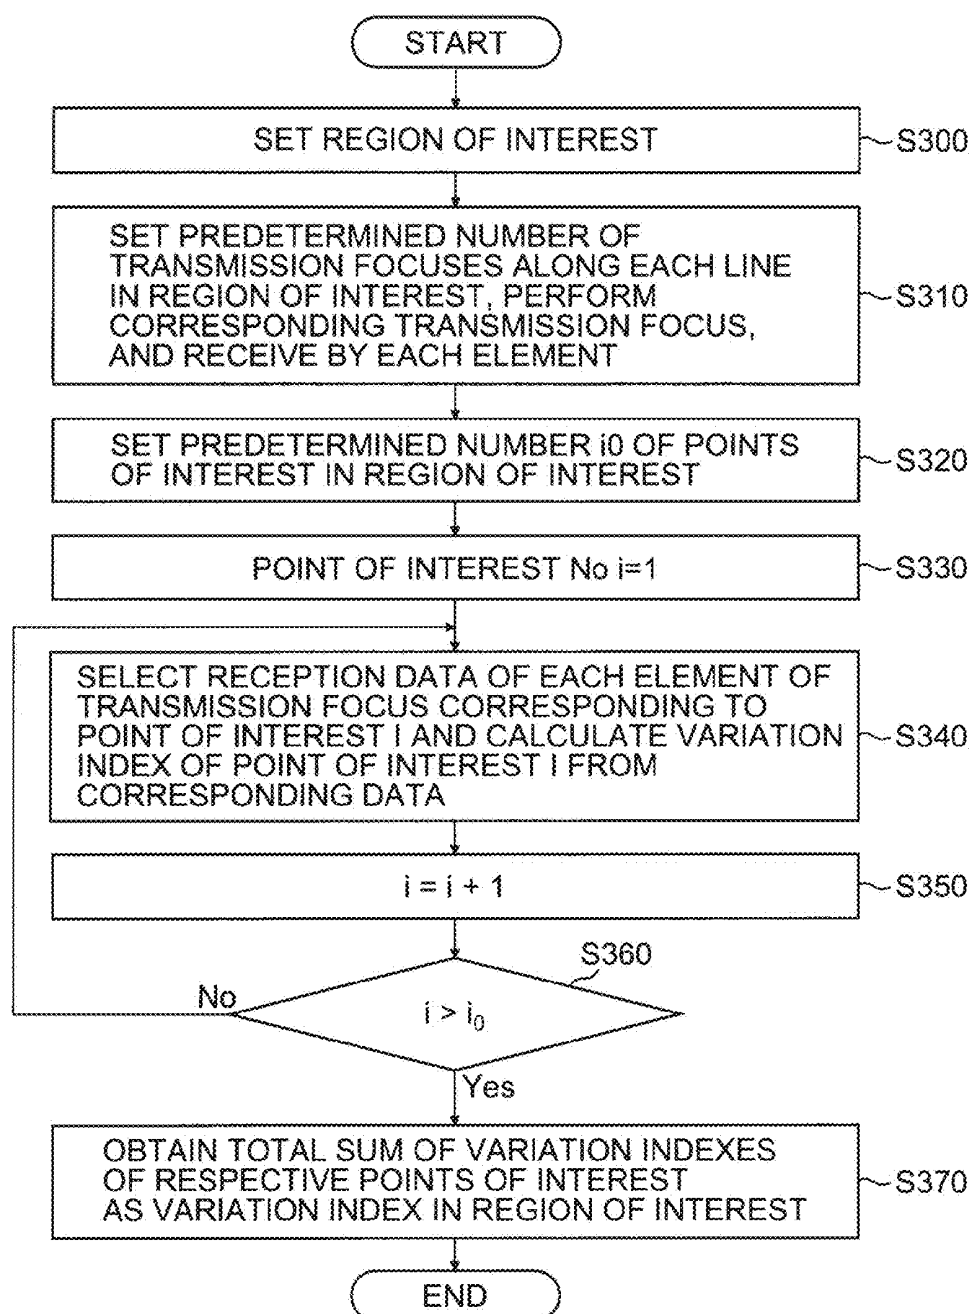 START
SET REGION OF INTEREST
S300
SET PREDETERMINED NUMBER OF
TRANSMISSION FOCUSES ALONG EACH LINE
IN REGION OF INTEREST, PERFORM
CORRESPONDING TRANSMISSION FOCUS,
AND RECEIVE BY EACH ELEMENT
S310
SET PREDETERMINED NUMBER i0 OF POINTS
OF INTEREST IN REGION OF INTEREST
S320
POINT OF INTEREST No i=1
S330
SELECT RECEPTION DATA OF EACH ELEMENT OF
TRANSMISSION FOCUS CORRESPONDING TO
POINT OF INTEREST I AND CALCULATE VARIATION
INDEX OF POINT OF INTEREST I FROM
CORRESPONDING DATA
S340
i = i + 1
S350
S360
No
i > i₀
Yes
OBTAIN TOTAL SUM OF VARIATION INDEXES
OF RESPECTIVE POINTS OF INTEREST
AS VARIATION INDEX IN REGION OF INTEREST
S370
END